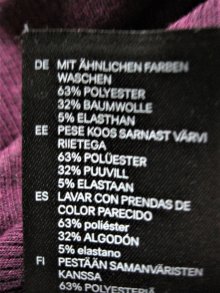 DE MIT ÄHNLICHEN FARBEN
WASCHEN
63% POLYESTER
32% BAUMWOLLE
5% ELASTHAN
EE PESE KOOS SARNAST VÄRVI
RIIETEGA
63% POLÜESTER
32% PUUVILL
5% ELASTAAN
ES LAVAR CON PRENDAS DE
COLOR PARECIDO
63% poliéster
32% ALGODÓN
5% elastano
FI PESTÄÄN SAMANVÄRISTEN
KANSSA
63% POLYESTERIÄ